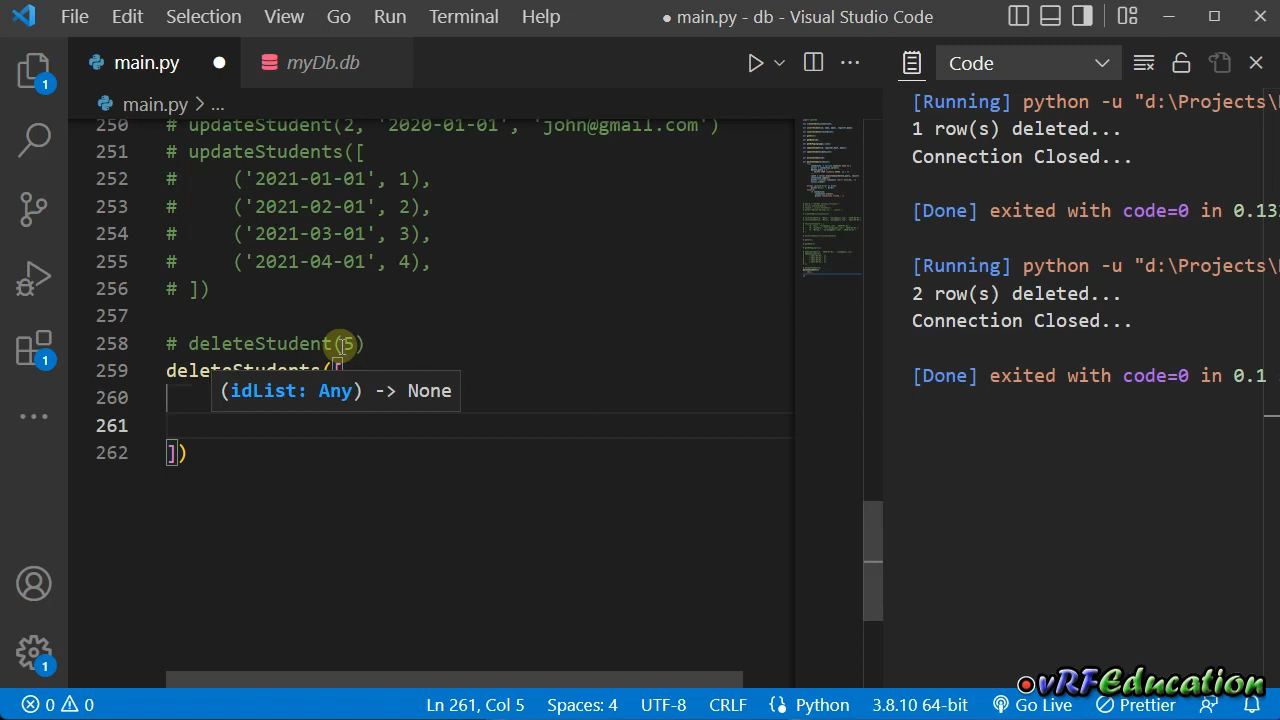 File Edit Selection View Go Run Terminal Help
● main.py - db - Visual Studio Code
main.py
myDb.db
Code
main.py > ...
250 # updateStudent(2, '2020-01-01', 'john@gmail.com')
251 # updateStudents([
252 # ('2021-01-01', 1),
253 # ('2021-02-01', 2),
254 # ('2021-03-01', 3),
255 # ('2021-04-01', 4),
256 # ])
257
258 # deleteStudent(5)
259 deleteStudents([
(idList: Any) -> None
260
261
262 ])
[Running] python -u "d:\Projects\
1 row(s) deleted...
Connection Closed...
[Done] exited with code=0 in 0.13
[Running] python -u "d:\Projects\
2 row(s) deleted...
Connection Closed...
[Done] exited with code=0 in 0.1
1
1
1
vRFEducation
0 0
Ln 261, Col 5
Spaces: 4
UTF-8
CRLF
Python
3.8.10 64-bit
Go Live
Prettier